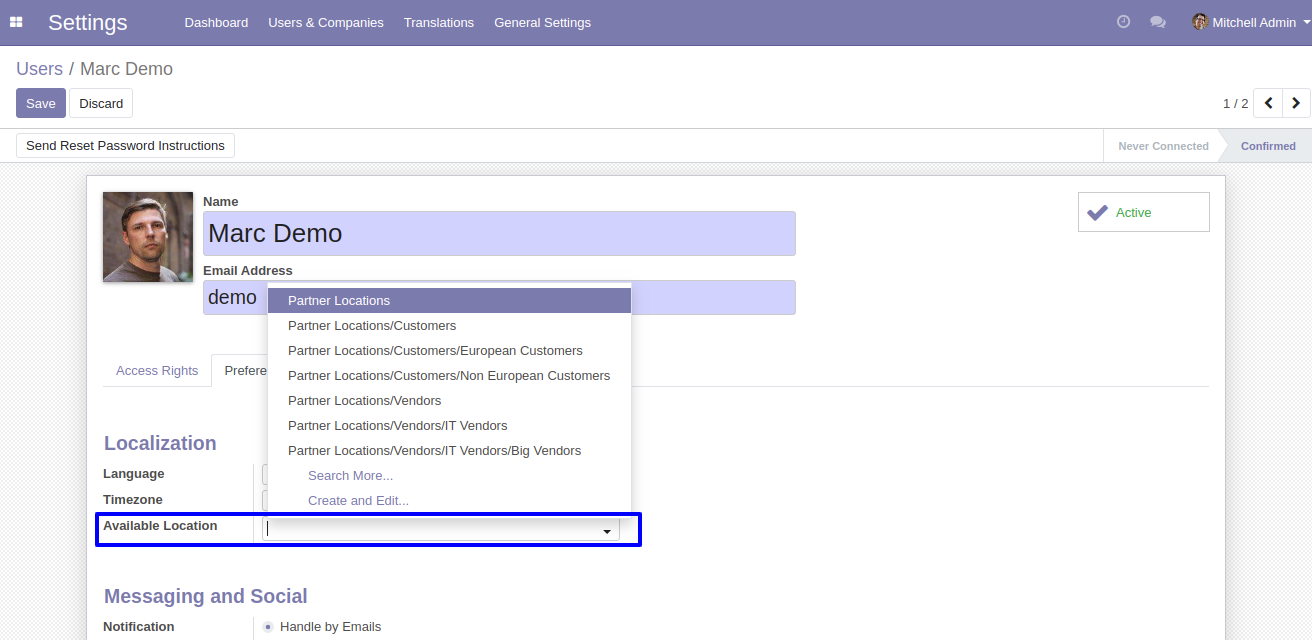 Settings Dashboard Users & Companies Translations General Settings Mitchell Admin
Users / Marc Demo
Save Discard 1 / 2
Send Reset Password Instructions Never Connected Confirmed
Name
Marc Demo
Active
Email Address
demo
Partner Locations
Partner Locations/Customers
Partner Locations/Customers/European Customers
Partner Locations/Customers/Non European Customers
Partner Locations/Vendors
Partner Locations/Vendors/IT Vendors
Partner Locations/Vendors/IT Vendors/Big Vendors
Search More...
Create and Edit...
Access Rights Prefere
Localization
Language
Timezone
Available Location
Messaging and Social
Notification Handle by Emails